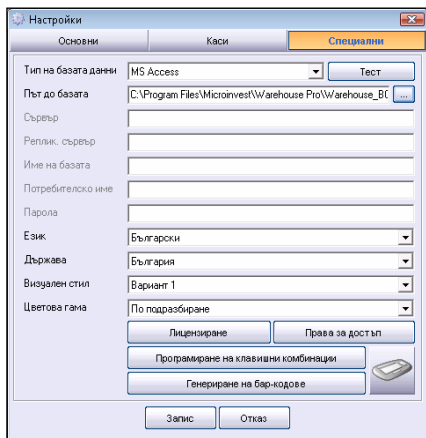 Настройки
Основни Каси Специални
Тип на базата данни MS Access Тест
Път до базата C:\Program Files\Microinvest\Warehouse Pro\Warehouse_B ...
Сървър
Реплик. сървър
Име на базата
Потребителско име
Парола
Език Български
Държава България
Визуален стил Вариант 1
Цветова гама По подразбиране
Лицензиране Права за достъп
Програмиране на клавишни комбинации
Генериране на бар-кодове
Запис Отказ